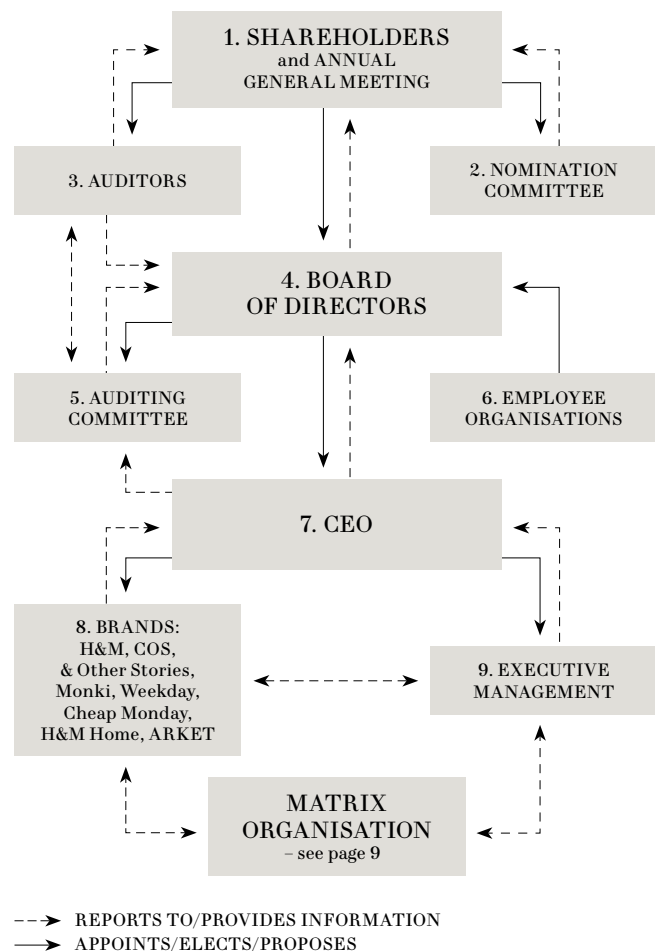 1. SHAREHOLDERS
and ANNUAL
GENERAL MEETING
3. AUDITORS
2. NOMINATION
COMMITTEE
4. BOARD
OF DIRECTORS
5. AUDITING
COMMITTEE
6. EMPLOYEE
ORGANISATIONS
7. CEO
8. BRANDS:
H&M, COS,
& Other Stories,
Monki, Weekday,
Cheap Monday,
H&M Home, ARKET
9. EXECUTIVE
MANAGEMENT
MATRIX
ORGANISATION
– see page 9
REPORTS TO/PROVIDES INFORMATION
APPOINTS/ELECTS/PROPOSES